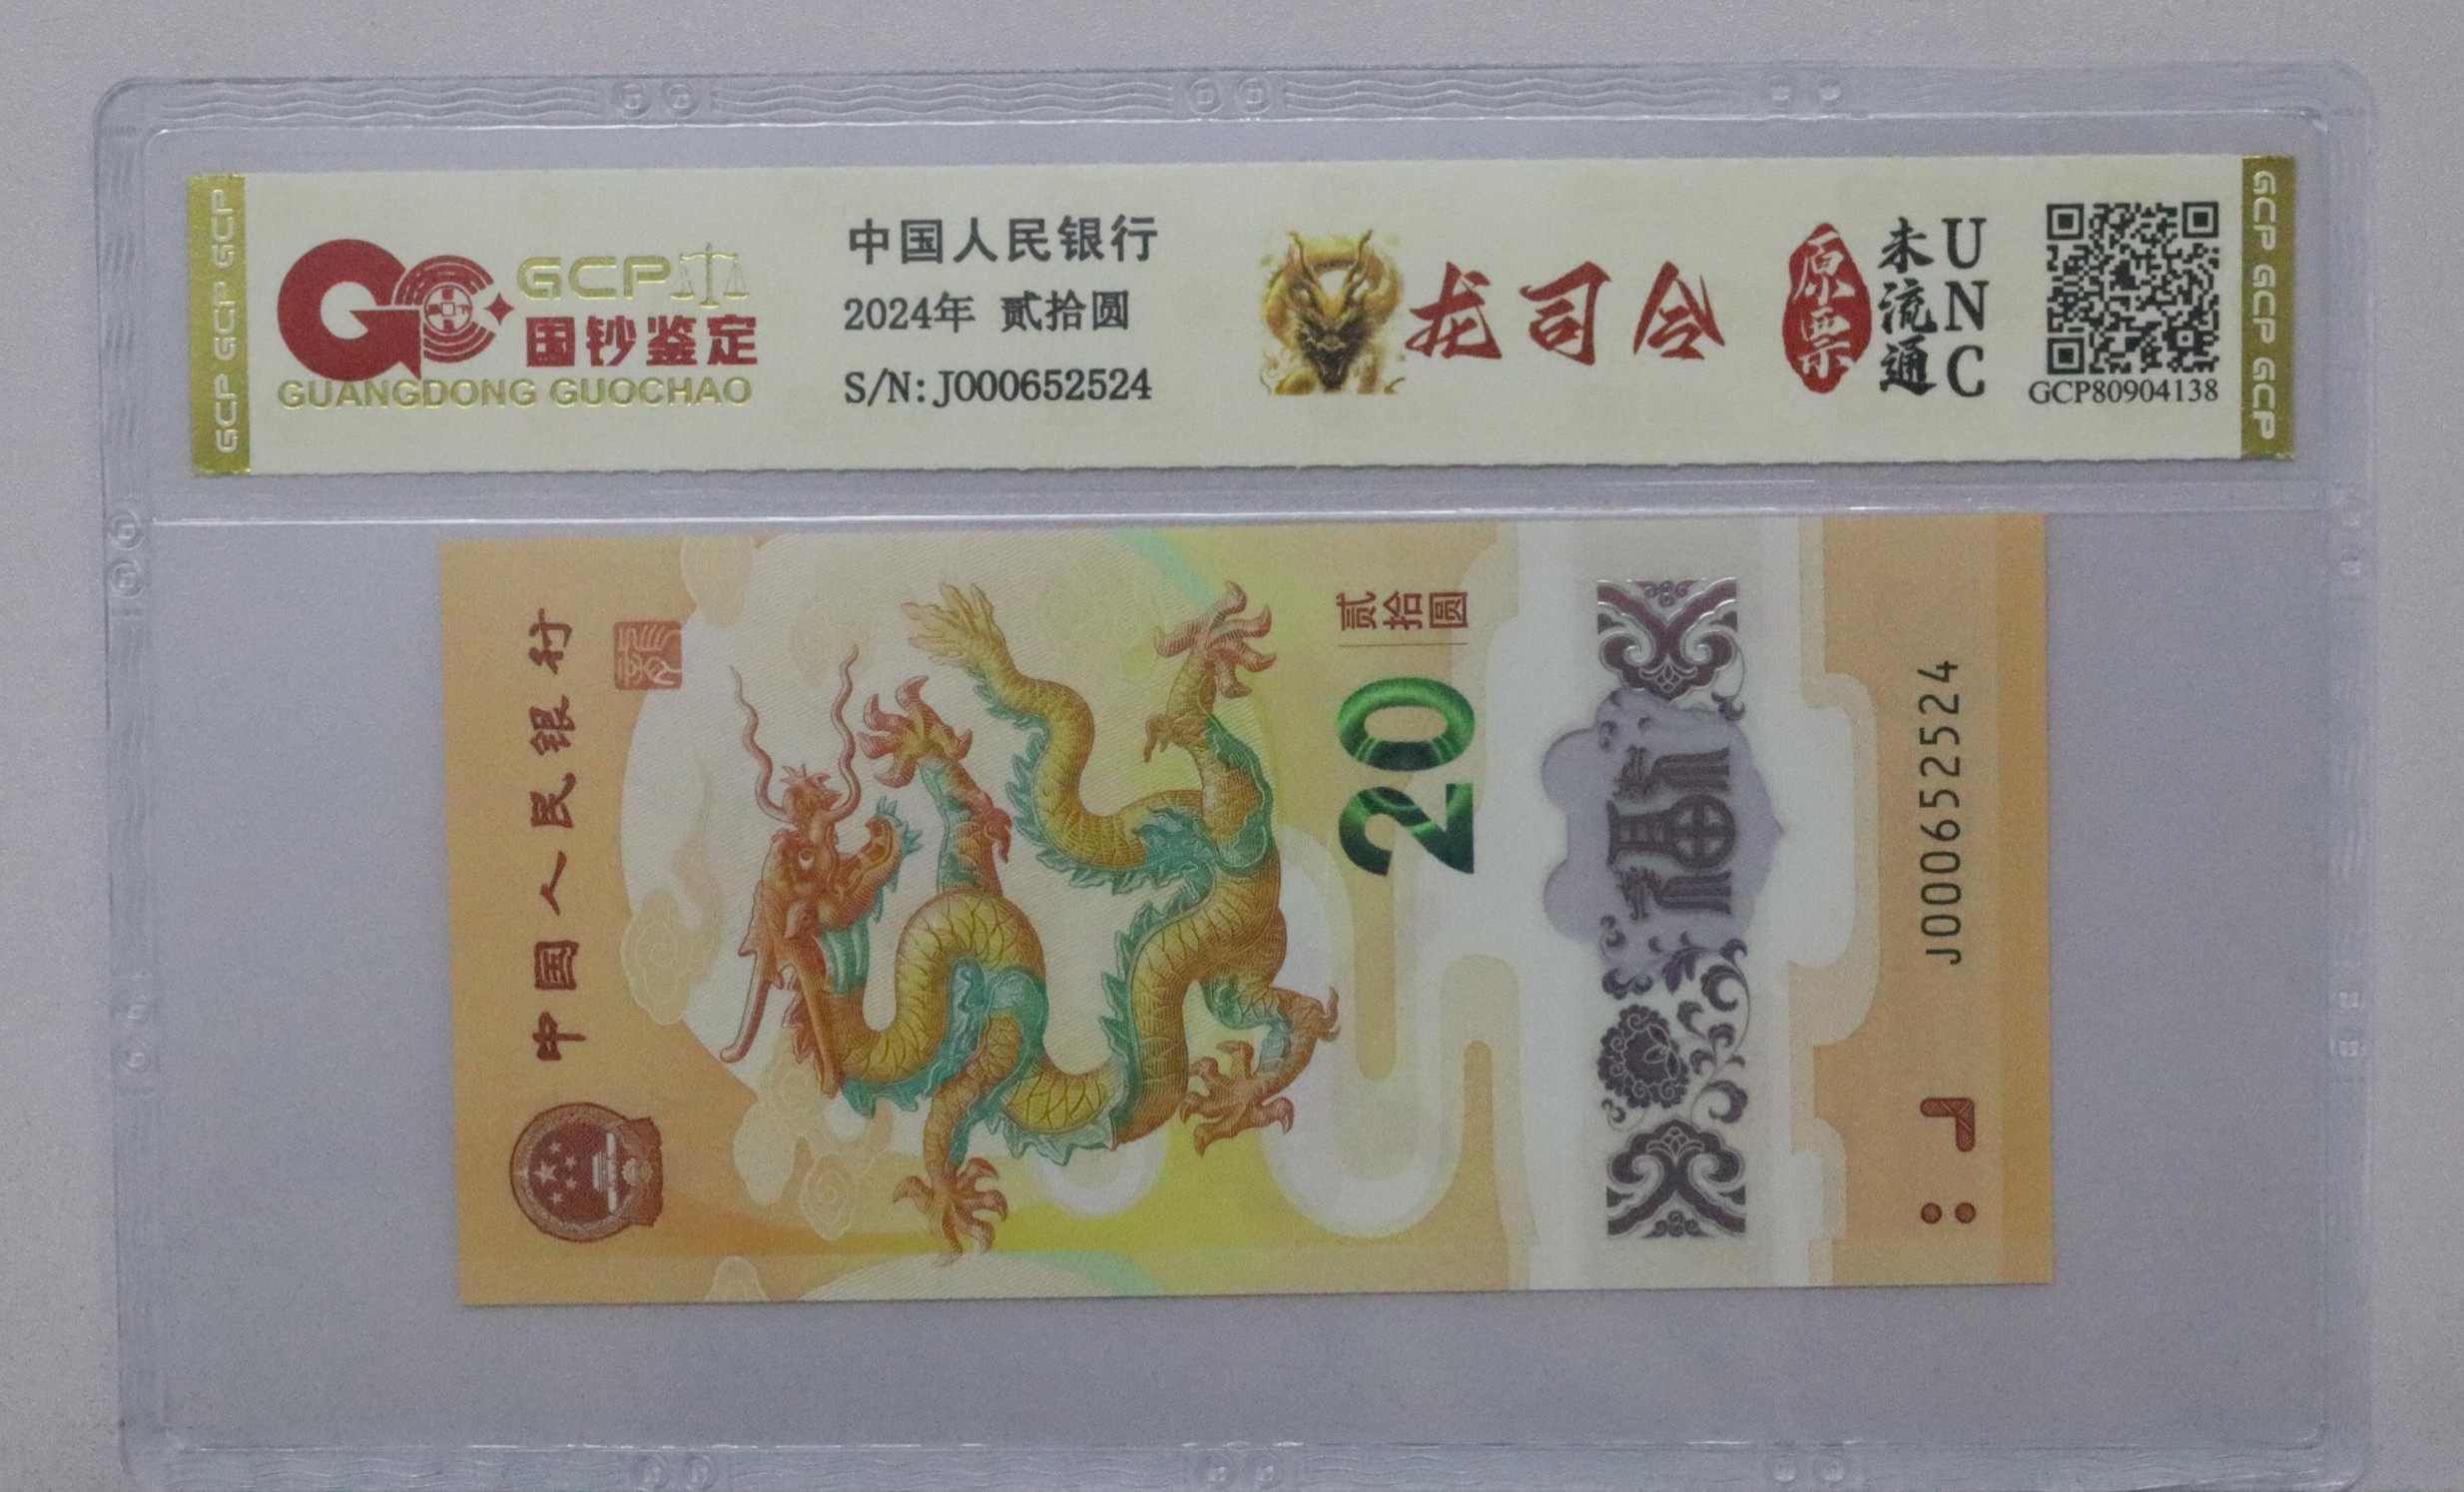 GCP GCP GCP
GCP
国钞鉴定
GUANGDONG GUOCHAO
中国人民银行
2024年 贰拾圆
S/N: J000652524
龙司令
原票
未流通
UNC
GCP80904138
GCP GCP GCP
中国人民银行
贰拾圆
20
J000652524